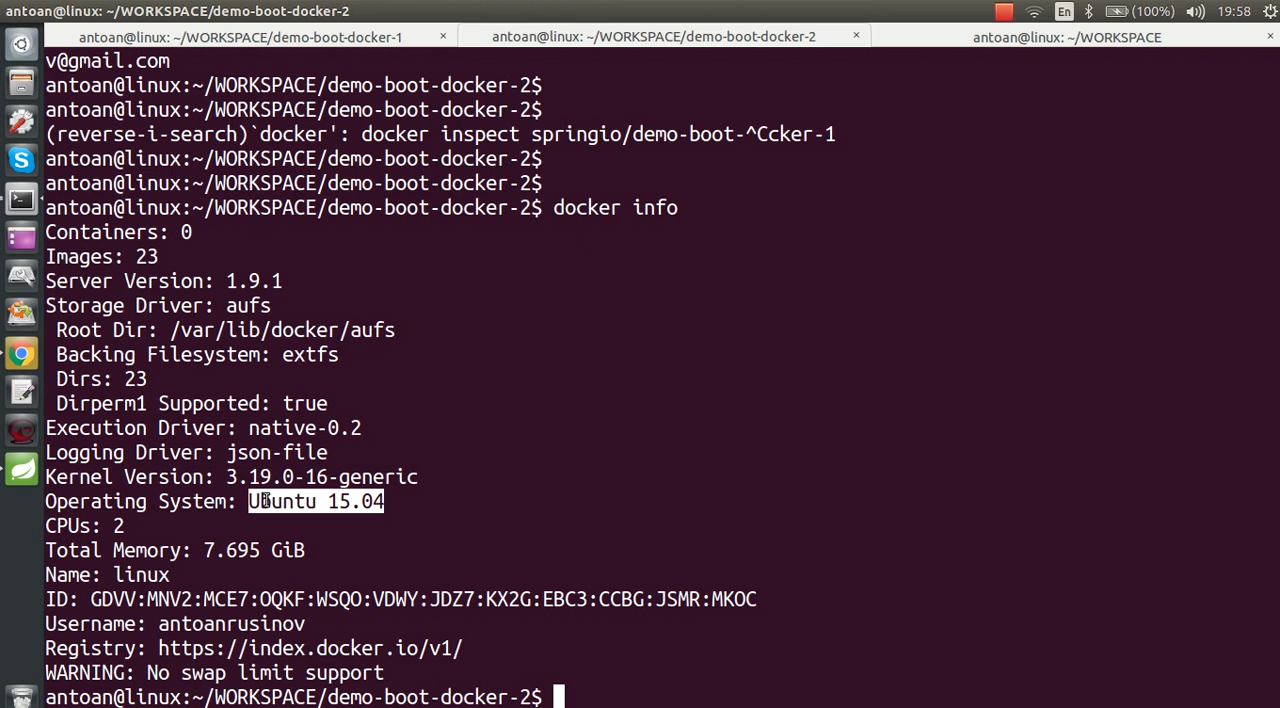 antoan@linux: ~/WORKSPACE/demo-boot-docker-2
En
(100%)
19:58
antoan@linux: ~/WORKSPACE/demo-boot-docker-1 ×
antoan@linux: ~/WORKSPACE/demo-boot-docker-2 ×
antoan@linux: ~/WORKSPACE ×
v@gmail.com
antoan@linux:~/WORKSPACE/demo-boot-docker-2$
antoan@linux:~/WORKSPACE/demo-boot-docker-2$
(reverse-i-search)`docker': docker inspect springio/demo-boot-^Ccker-1
antoan@linux:~/WORKSPACE/demo-boot-docker-2$
antoan@linux:~/WORKSPACE/demo-boot-docker-2$
antoan@linux:~/WORKSPACE/demo-boot-docker-2$ docker info
Containers: 0
Images: 23
Server Version: 1.9.1
Storage Driver: aufs
Root Dir: /var/lib/docker/aufs
Backing Filesystem: extfs
Dirs: 23
Dirperm1 Supported: true
Execution Driver: native-0.2
Logging Driver: json-file
Kernel Version: 3.19.0-16-generic
Operating System: Ubuntu 15.04
CPUs: 2
Total Memory: 7.695 GiB
Name: linux
ID: GDVV:MNV2:MCE7:OQKF:WSQO:VDWY:JDZ7:KX2G:EBC3:CCBG:JSMR:MKOC
Username: antoanrusinov
Registry: https://index.docker.io/v1/
WARNING: No swap limit support
antoan@linux:~/WORKSPACE/demo-boot-docker-2$